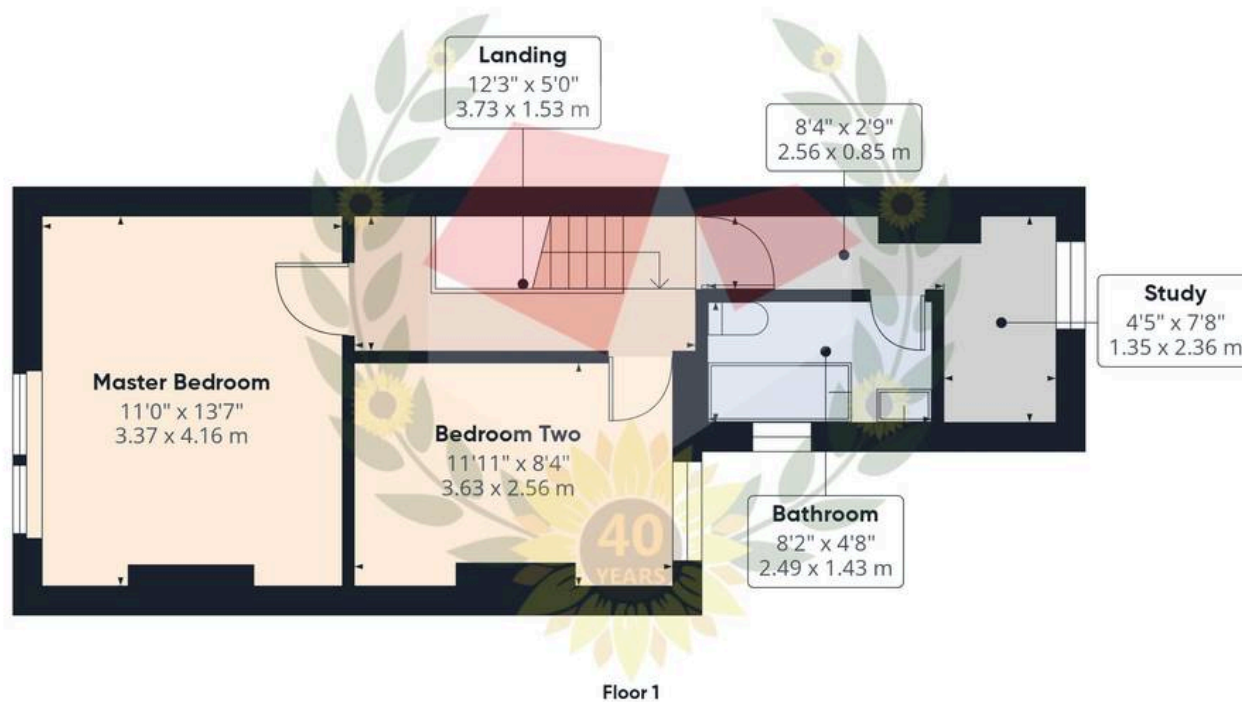 Landing
12'3" x 5'0"
3.73 x 1.53 m
8'4" x 2'9"
2.56 x 0.85 m
Study
4'5" x 7'8"
1.35 x 2.36 m
Master Bedroom
11'0" x 13'7"
3.37 x 4.16 m
Bedroom Two
11'11" x 8'4"
3.63 x 2.56 m
Bathroom
8'2" x 4'8"
2.49 x 1.43 m
40
YEARS
Floor 1